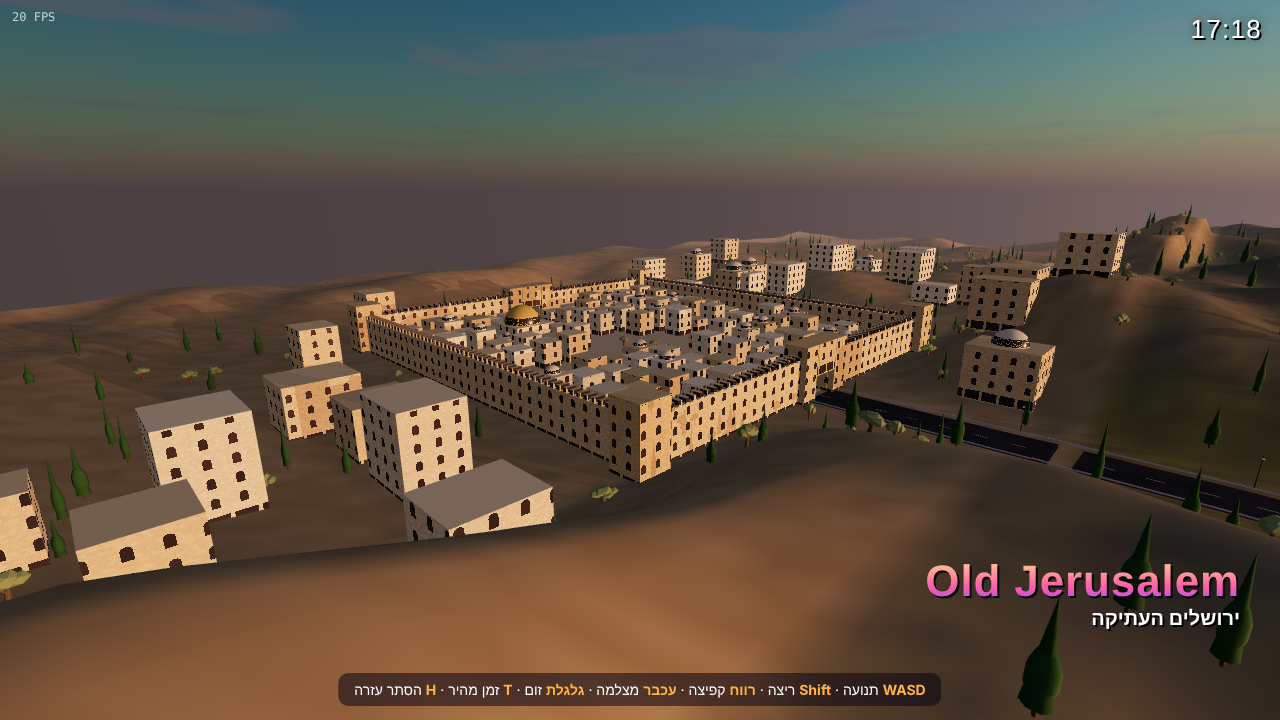 20 FPS
17:18
Old Jerusalem
ירושלים העתיקה
WASD תנועה · Shift ריצה · רווח קפיצה · עכבר מצלמה · גלגלת זום · T זמן מהיר · H הסתר עזרה